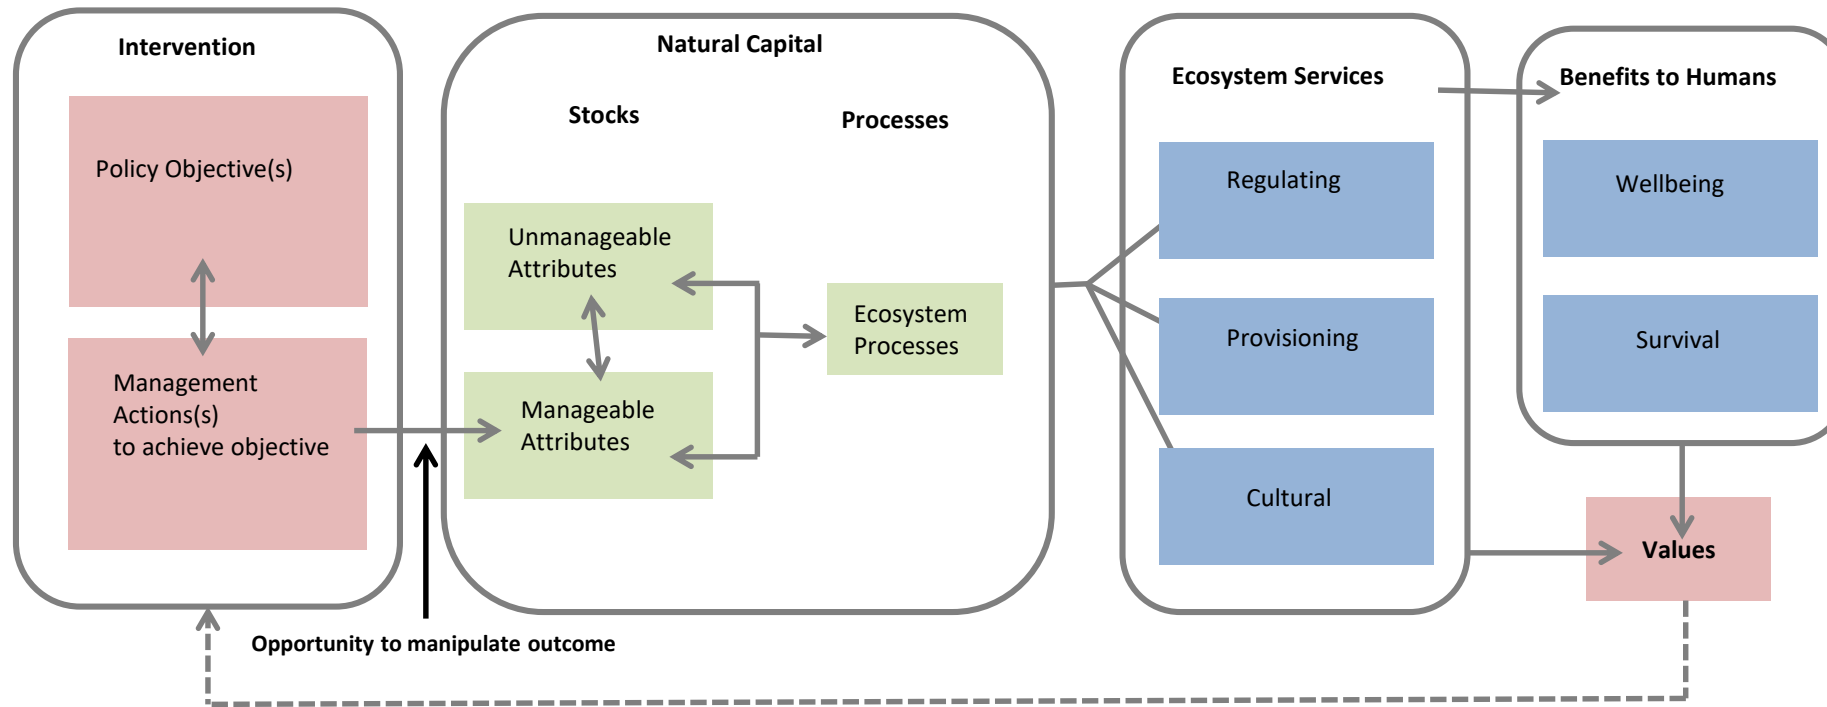 Intervention
Policy Objective(s)
Management
Actions(s)
to achieve objective
Natural Capital
Stocks
Processes
Unmanageable
Attributes
Manageable
Attributes
Ecosystem
Processes
Opportunity to manipulate outcome
Ecosystem Services
Regulating
Provisioning
Cultural
Benefits to Humans
Wellbeing
Survival
Values